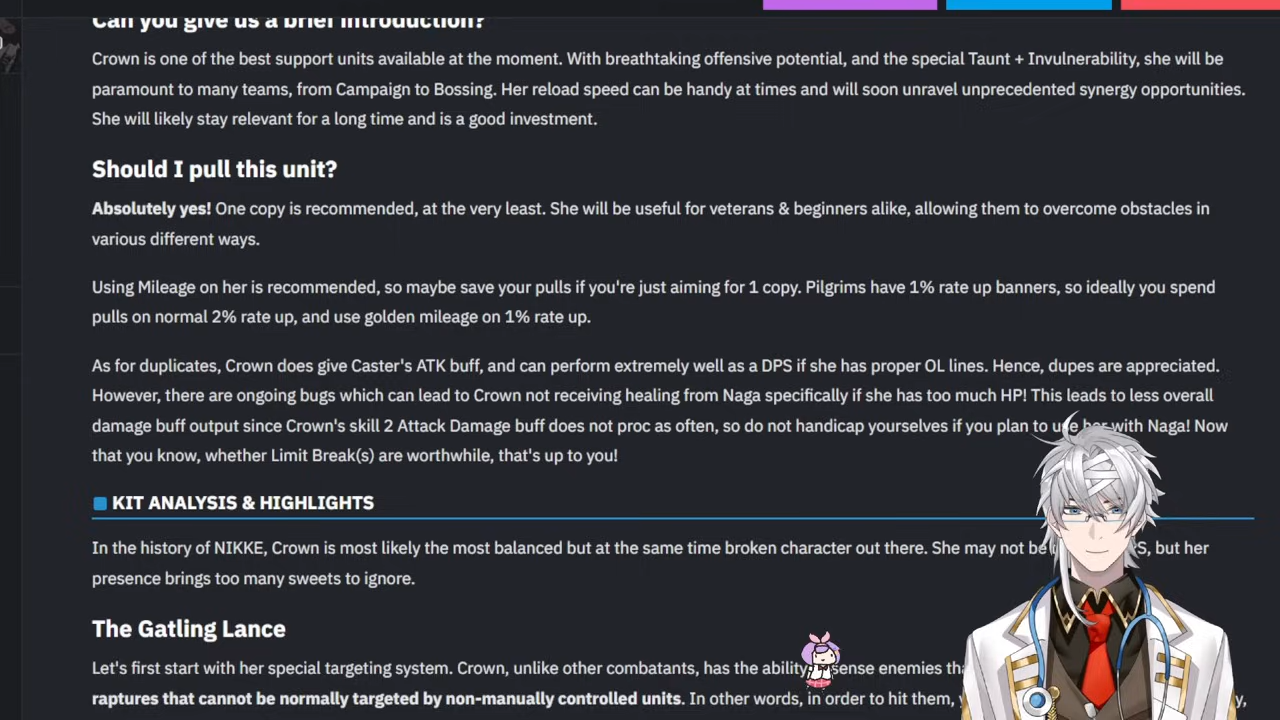 Can you give us a brief introduction?
Crown is one of the best support units available at the moment. With breathtaking offensive potential, and the special Taunt + Invulnerability, she will be
paramount to many teams, from Campaign to Bossing. Her reload speed can be handy at times and will soon unravel unprecedented synergy opportunities.
She will likely stay relevant for a long time and is a good investment.
Should I pull this unit?
Absolutely yes! One copy is recommended, at the very least. She will be useful for veterans & beginners alike, allowing them to overcome obstacles in
various different ways.
Using Mileage on her is recommended, so maybe save your pulls if you're just aiming for 1 copy. Pilgrims have 1% rate up banners, so ideally you spend
pulls on normal 2% rate up, and use golden mileage on 1% rate up.
As for duplicates, Crown does give Caster's ATK buff, and can perform extremely well as a DPS if she has proper OL lines. Hence, dupes are appreciated.
However, there are ongoing bugs which can lead to Crown not receiving healing from Naga specifically if she has too much HP! This leads to less overall
damage buff output since Crown's skill 2 Attack Damage buff does not proc as often, so do not handicap yourselves if you plan to use her with Naga! Now
that you know, whether Limit Break(s) are worthwhile, that's up to you!
KIT ANALYSIS & HIGHLIGHTS
In the history of NIKKE, Crown is most likely the most balanced but at the same time broken character out there. She may not be but her
presence brings too many sweets to ignore.
The Gatling Lance
Let's first start with her special targeting system. Crown, unlike other combatants, has the ability sense enemies
raptures that cannot be normally targeted by non-manually controlled units. In other words, in order to hit them,